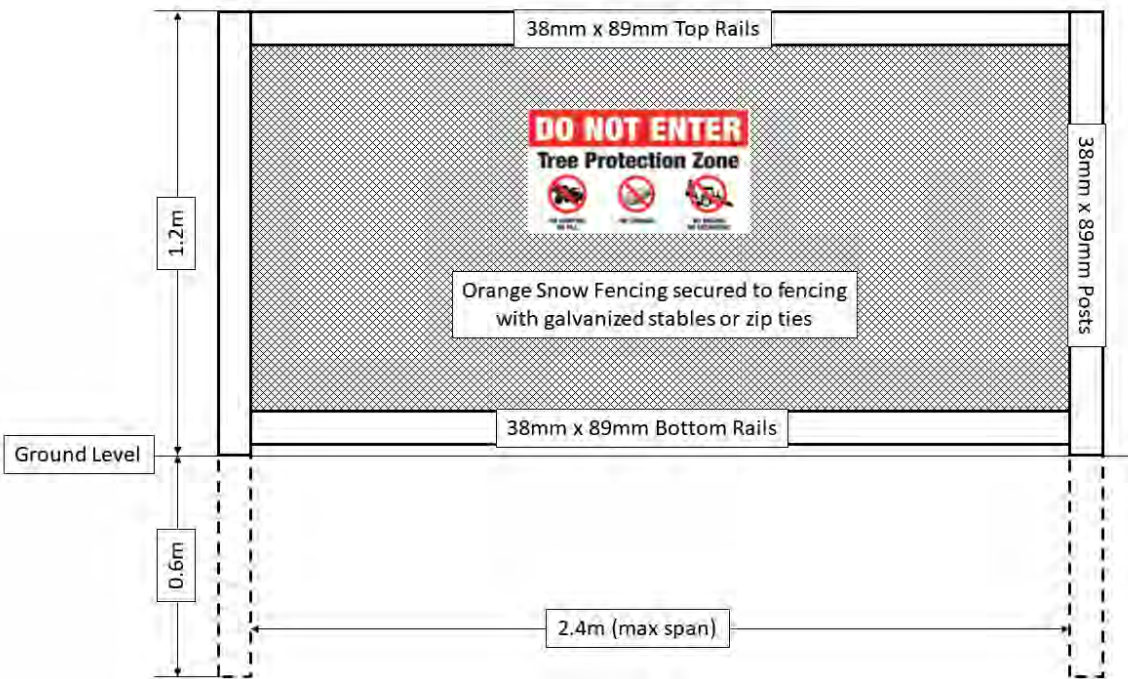 38mm x 89mm Top Rails
DO NOT ENTER
Tree Protection Zone
38mm x 89mm Posts
1.2m
Orange Snow Fencing secured to fencing
with galvanized stables or zip ties
38mm x 89mm Bottom Rails
Ground Level
0.6m
2.4m (max span)